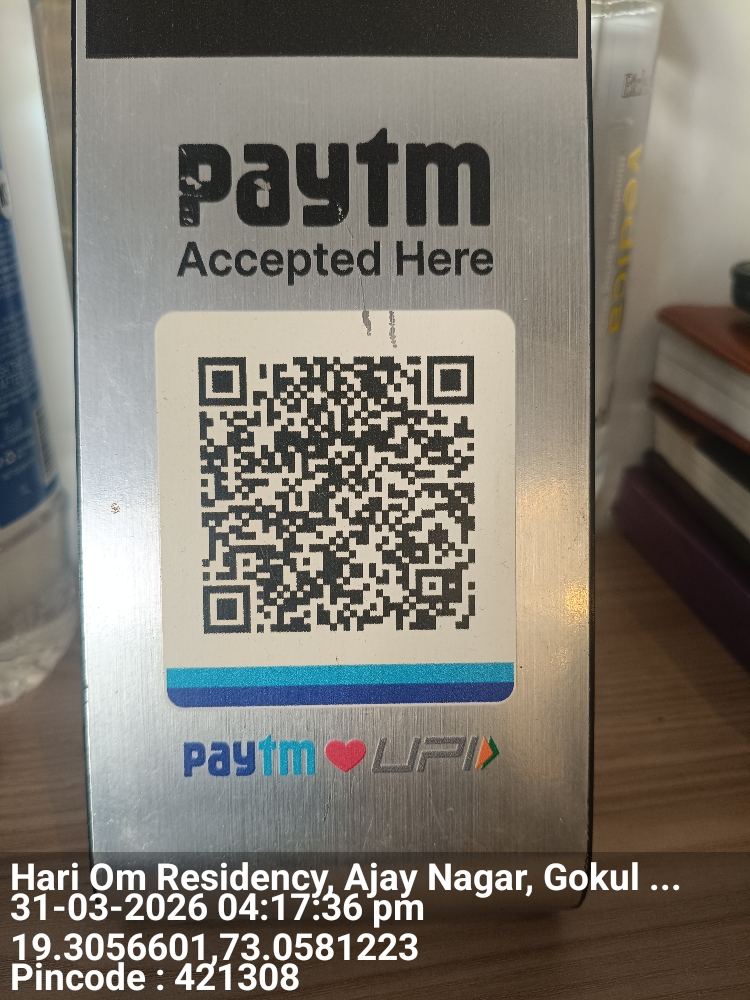 paytm
Accepted Here
paytm UPI
vedica
Hari Om Residency, Ajay Nagar, Gokul ...
31-03-2026 04:17:36 pm
19.3056601,73.0581223
Pincode : 421308